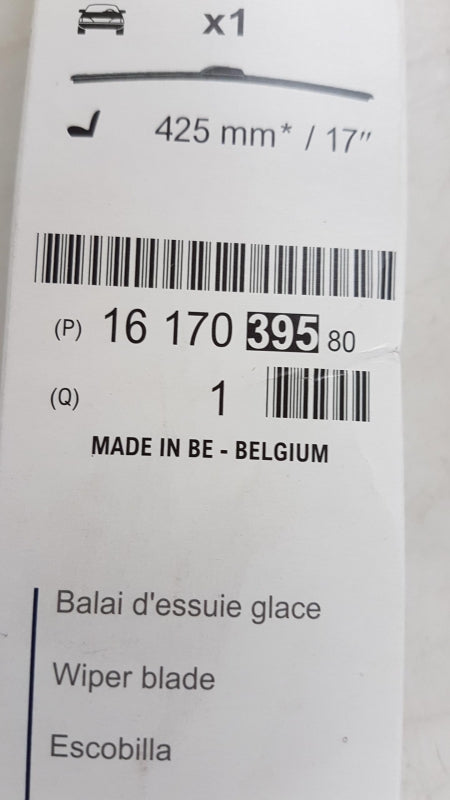 x1
425 mm* / 17"
(P) 16 170 395 80
(Q) 1
MADE IN BE - BELGIUM
Balai d'essuie glace
Wiper blade
Escobilla